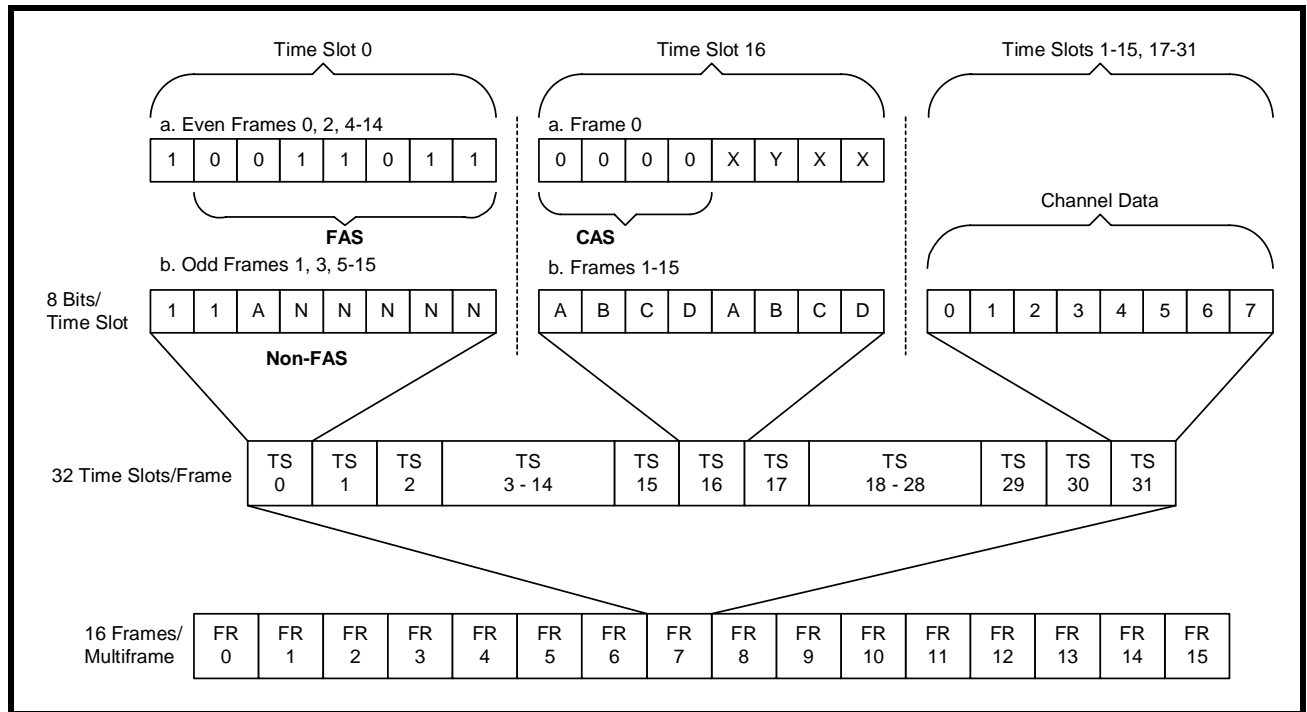 Time Slot 0
Time Slot 16
Time Slots 1-15, 17-31
a. Even Frames 0, 2, 4-14
a. Frame 0
1 0 0 1 1 0 1 1
0 0 0 0 X Y X X
Channel Data
FAS
CAS
b. Odd Frames 1, 3, 5-15
b. Frames 1-15
8 Bits/
Time Slot
1 1 A N N N N N
A B C D A B C D
0 1 2 3 4 5 6 7
Non-FAS
32 Time Slots/Frame
TS 0
TS 1
TS 2
TS 3 - 14
TS 15
TS 16
TS 17
TS 18 - 28
TS 29
TS 30
TS 31
16 Frames/
Multiframe
FR 0
FR 1
FR 2
FR 3
FR 4
FR 5
FR 6
FR 7
FR 8
FR 9
FR 10
FR 11
FR 12
FR 13
FR 14
FR 15